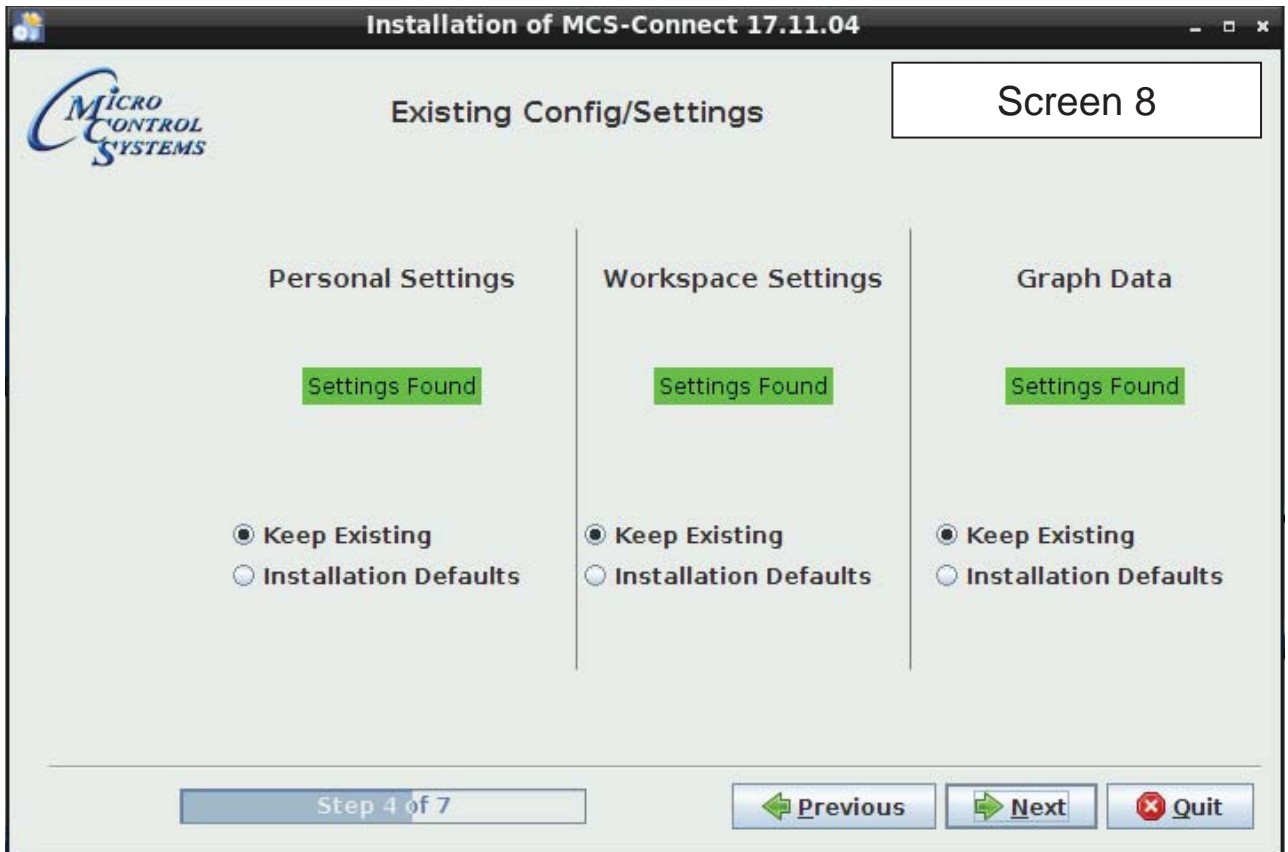 Installation of MCS-Connect 17.11.04
MICRO
CONTROL
SYSTEMS
Existing Config/Settings
Screen 8
Personal Settings
Workspace Settings
Graph Data
Settings Found
Settings Found
Settings Found
Keep Existing
Installation Defaults
Keep Existing
Installation Defaults
Keep Existing
Installation Defaults
Step 4 of 7
Previous
Next
Quit